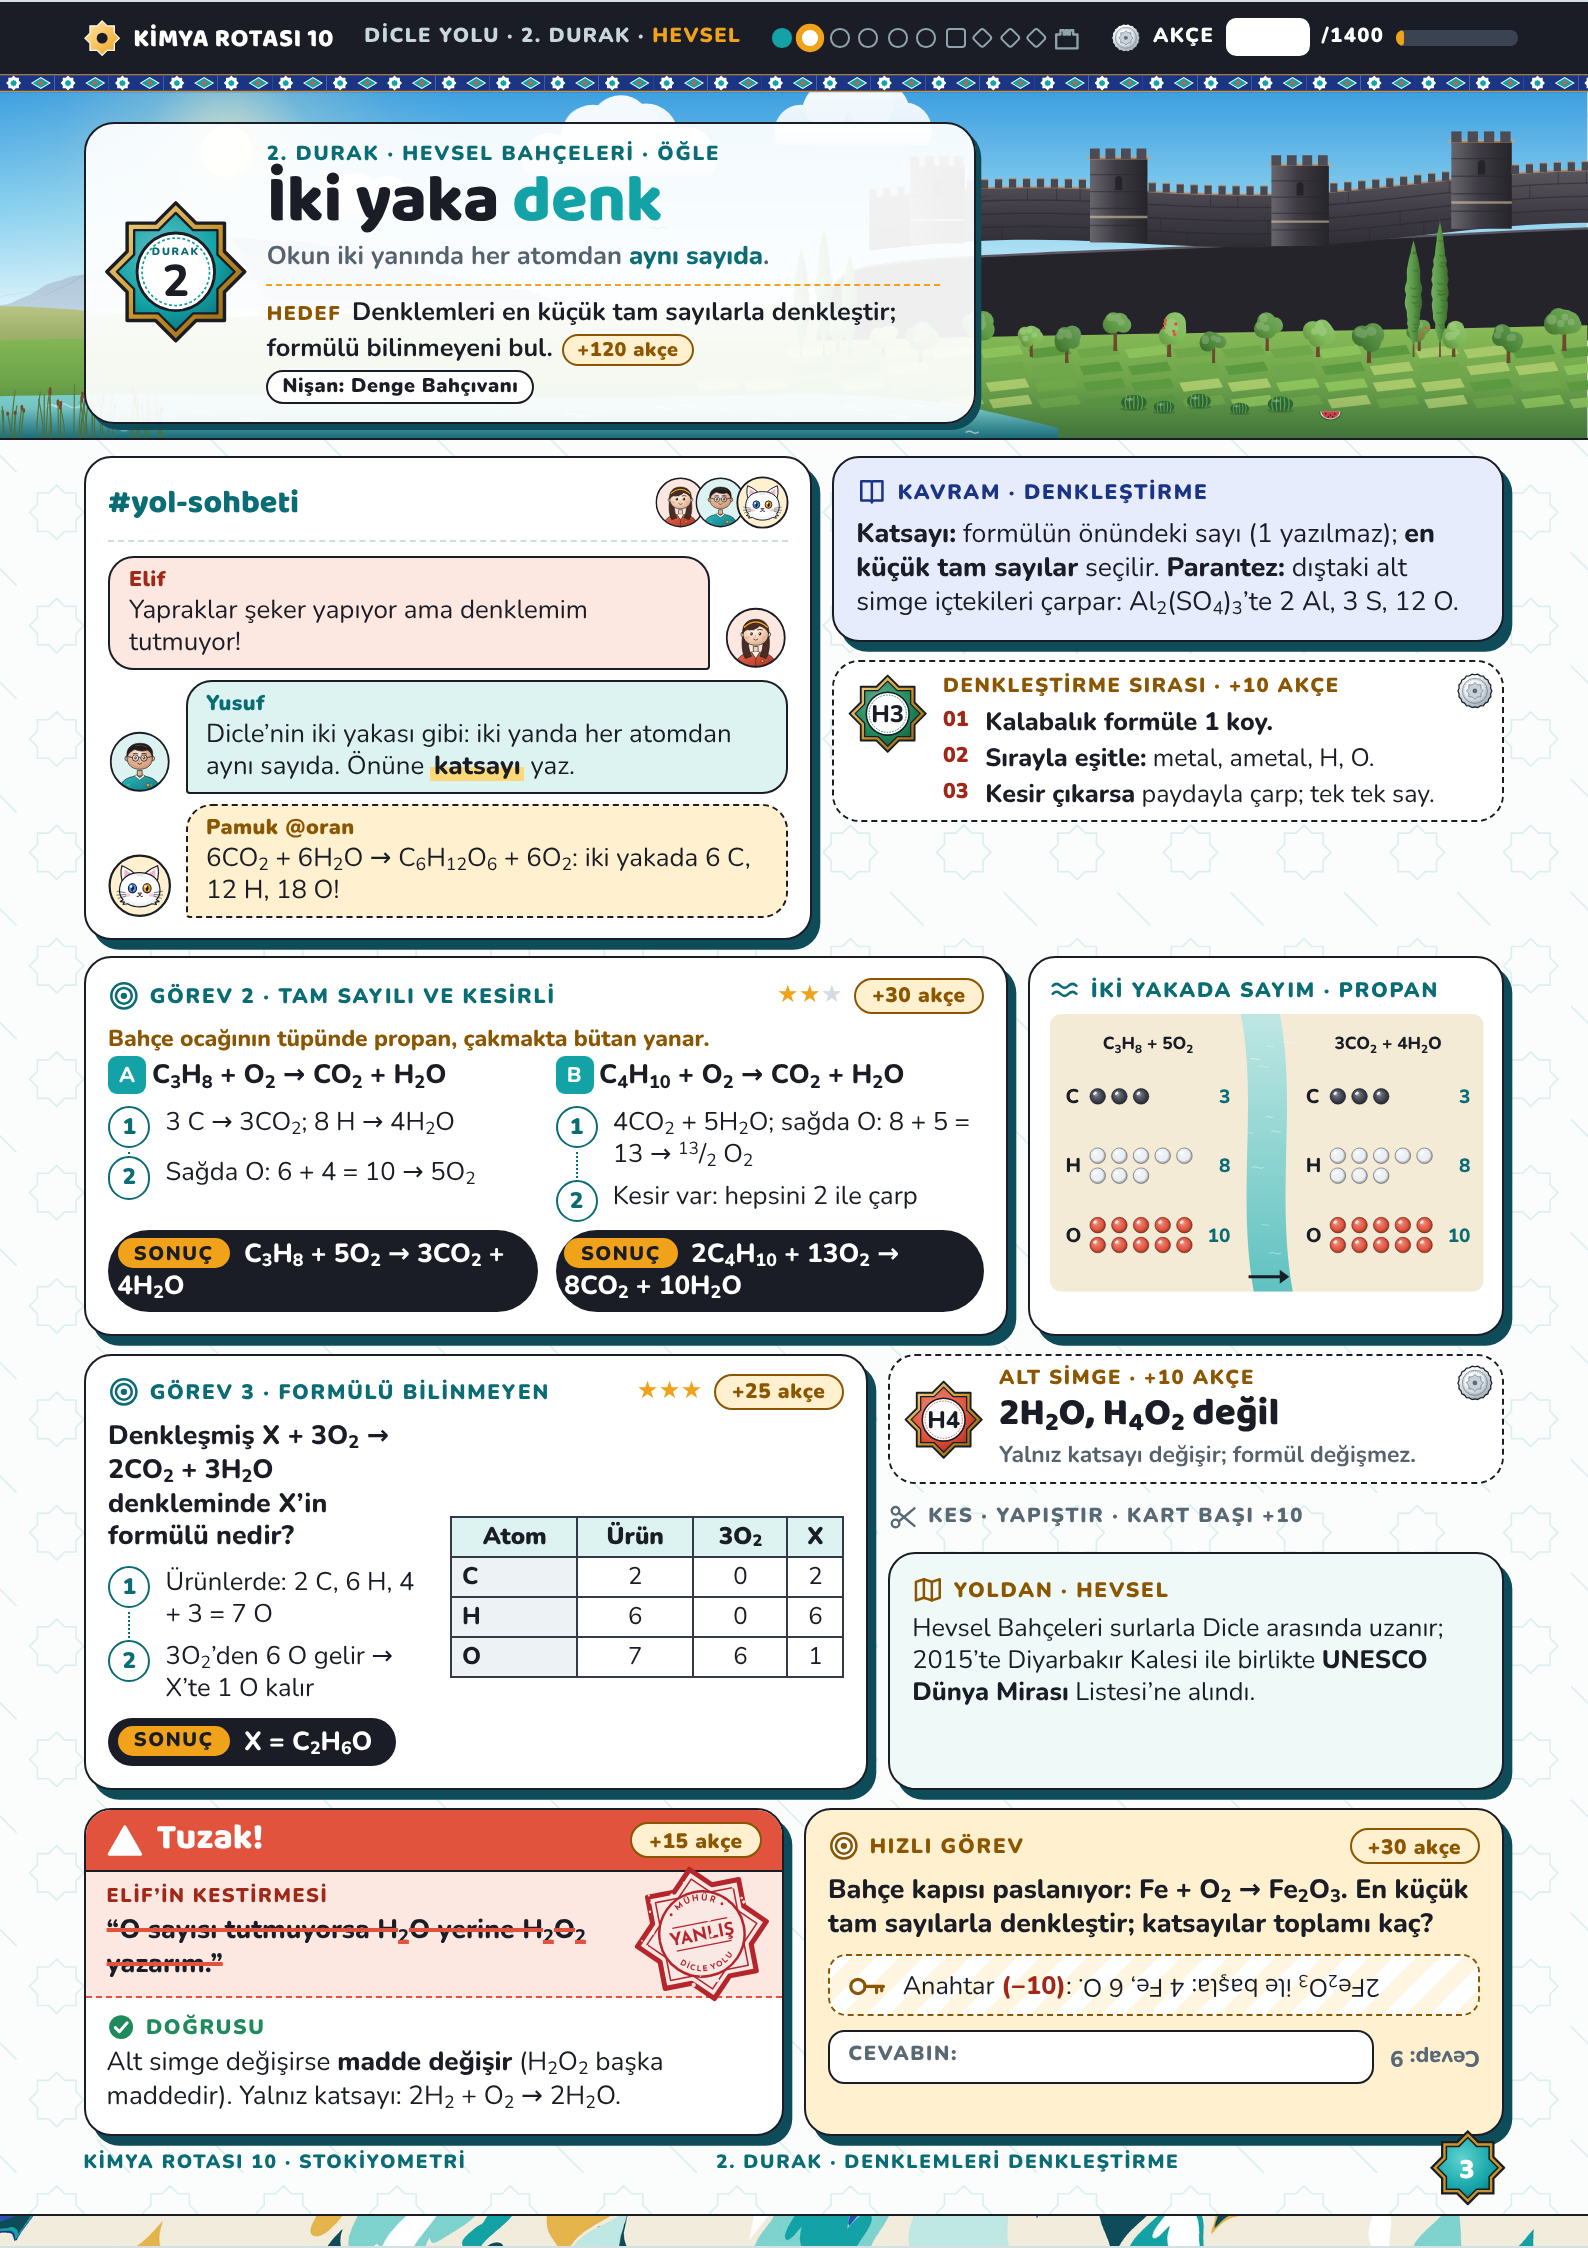 KİMYA ROTASI 10
DİCLE YOLU · 2. DURAK · HEVSEL
AKÇE /1400
2. DURAK · HEVSEL BAHÇELERİ · ÖĞLE
İki yaka denk
Okun iki yanında her atomdan aynı sayıda.
DURAK
2
HEDEF Denklemleri en küçük tam sayılarla denkleştir;
formülü bilinmeyeni bul. +120 akçe
Nişan: Denge Bahçıvanı
#yol-sohbeti
Elif
Yapraklar şeker yapıyor ama denklemim
tutmuyor!
Yusuf
Dicle’nin iki yakası gibi: iki yanda her atomdan
aynı sayıda. Önüne katsayı yaz.
Pamuk @oran
6CO₂ + 6H₂O → C₆H₁₂O₆ + 6O₂: iki yakada 6 C,
12 H, 18 O!
KAVRAM · DENKLEŞTİRME
Katsayı: formülün önündeki sayı (1 yazılmaz); en
küçük tam sayılar seçilir. Parantez: dıştaki alt
simge içtekileri çarpar: Al₂(SO₄)₃’te 2 Al, 3 S, 12 O.
H3
DENKLEŞTİRME SIRASI · +10 AKÇE
01 Kalabalık formüle 1 koy.
02 Sırayla eşitle: metal, ametal, H, O.
03 Kesir çıkarsa paydayla çarp; tek tek say.
GÖREV 2 · TAM SAYILI VE KESİRLİ
+30 akçe
Bahçe ocağının tüpünde propan, çakmakta bütan yanar.
A C₃H₈ + O₂ → CO₂ + H₂O
1 3 C → 3CO₂; 8 H → 4H₂O
2 Sağda O: 6 + 4 = 10 → 5O₂
SONUÇ C₃H₈ + 5O₂ → 3CO₂ +
4H₂O
B C₄H₁₀ + O₂ → CO₂ + H₂O
1 4CO₂ + 5H₂O; sağda O: 8 + 5 =
13 → ¹³/₂ O₂
2 Kesir var: hepsini 2 ile çarp
SONUÇ 2C₄H₁₀ + 13O₂ →
8CO₂ + 10H₂O
İKİ YAKADA SAYIM · PROPAN
C₃H₈ + 5O₂ 3CO₂ + 4H₂O
C 3 C 3
H 8 H 8
O 10 O 10
GÖREV 3 · FORMÜLÜ BİLİNMEYEN
+25 akçe
Denkleşmiş X + 3O₂ →
2CO₂ + 3H₂O
denkleminde X’in
formülü nedir?
1 Ürünlerde: 2 C, 6 H, 4
+ 3 = 7 O
2 3O₂’den 6 O gelir →
X’te 1 O kalır
SONUÇ X = C₂H₆O
Atom Ürün 3O₂ X
C 2 0 2
H 6 0 6
O 7 6 1
H4
ALT SİMGE · +10 AKÇE
2H₂O, H₄O₂ değil
Yalnız katsayı değişir; formül değişmez.
KES · YAPIŞTIR · KART BAŞI +10
YOLDAN · HEVSEL
Hevsel Bahçeleri surlarla Dicle arasında uzanır;
2015’te Diyarbakır Kalesi ile birlikte UNESCO
Dünya Mirası Listesi’ne alındı.
Tuzak!
+15 akçe
ELİF’İN KESTİRMESİ
“O sayısı tutmuyorsa H₂O yerine H₂O₂
yazarım.”
MÜHÜR
YANLIŞ
DİCLE YOLU
DOĞRUSU
Alt simge değişirse madde değişir (H₂O₂ başka
maddedir). Yalnız katsayı: 2H₂ + O₂ → 2H₂O.
HIZLI GÖREV
+30 akçe
Bahçe kapısı paslanıyor: Fe + O₂ → Fe₂O₃. En küçük
tam sayılarla denkleştir; katsayılar toplamı kaç?
Anahtar (−10): 2Fe₂O₃ ile başla: 4 Fe, 6 O.
CEVABIN:
Cevap: 9
KİMYA ROTASI 10 · STOKİYOMETRİ
2. DURAK · DENKLEMLERİ DENKLEŞTİRME
3